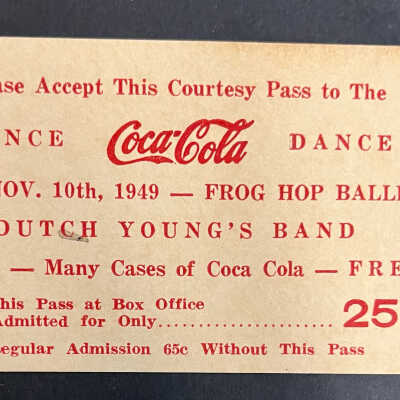 ase Accept This Courtesy Pass to The
NCE Coca-Cola DANCE
NOV. 10th, 1949 — FROG HOP BALL
DUTCH YOUNG'S BAND
— Many Cases of Coca Cola — FRE
his Pass at Box Office
Admitted for Only........................ 25
egular Admission 65c Without This Pass